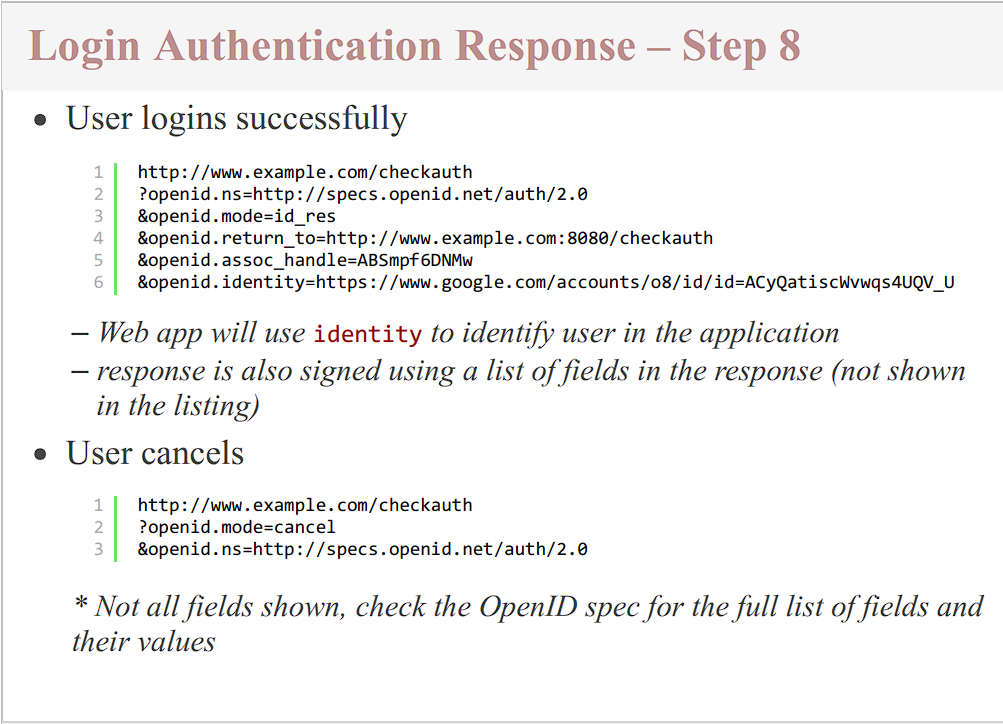 Login Authentication Response – Step 8
• User logins successfully
1 http://www.example.com/checkauth
2 ?openid.ns=http://specs.openid.net/auth/2.0
3 &openid.mode=id_res
4 &openid.return_to=http://www.example.com:8080/checkauth
5 &openid.assoc_handle=ABSmpf6DNMw
6 &openid.identity=https://www.google.com/accounts/o8/id/id=ACyQatiscWvwqs4UQV_U
– Web app will use identity to identify user in the application
– response is also signed using a list of fields in the response (not shown
in the listing)
• User cancels
1 http://www.example.com/checkauth
2 ?openid.mode=cancel
3 &openid.ns=http://specs.openid.net/auth/2.0
* Not all fields shown, check the OpenID spec for the full list of fields and
their values